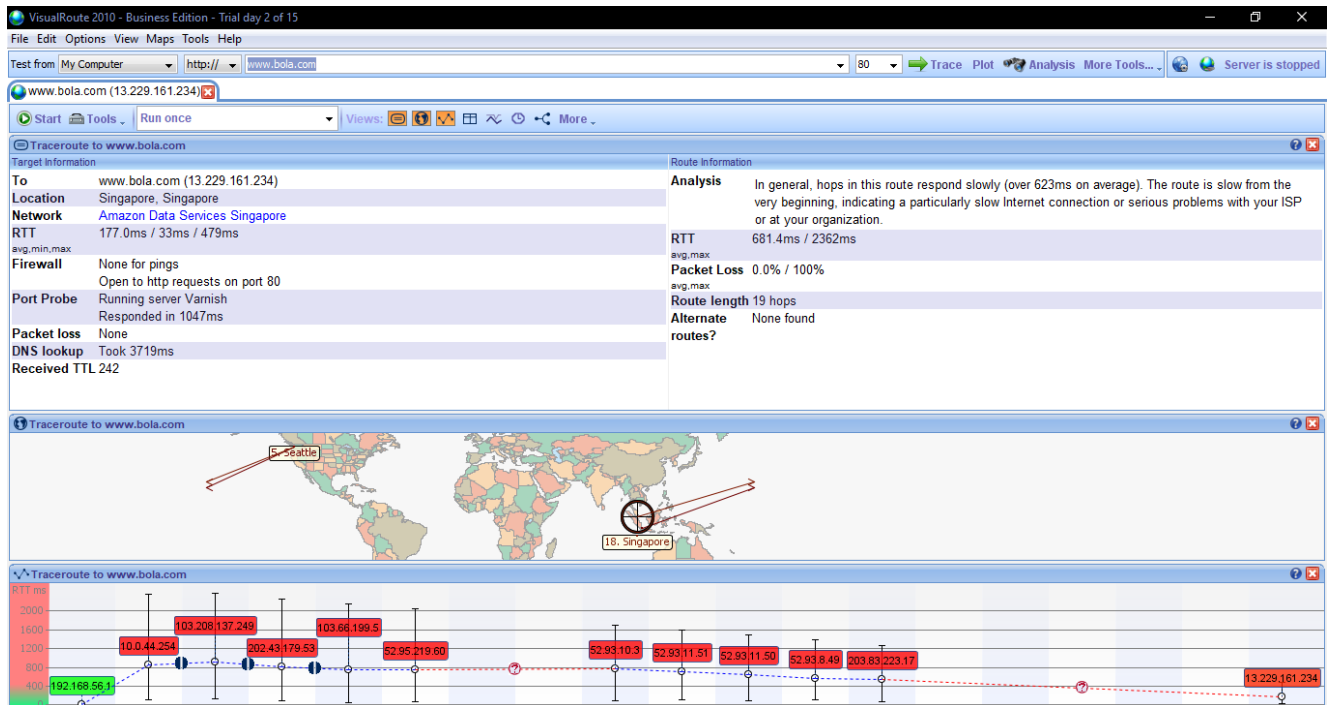 VisualRoute 2010 - Business Edition - Trial day 2 of 15
File Edit Options View Maps Tools Help
Test from My Computer http:// www.bola.com 80 Trace Plot Analysis More Tools... Server is stopped
www.bola.com (13.229.161.234)
Start Tools Run once Views: More
Traceroute to www.bola.com
Target Information
To www.bola.com (13.229.161.234)
Location Singapore, Singapore
Network Amazon Data Services Singapore
RTT 177.0ms / 33ms / 479ms
avg,min,max
Firewall None for pings
Open to http requests on port 80
Port Probe Running server Varnish
Responded in 1047ms
Packet loss None
DNS lookup Took 3719ms
Received TTL 242
Route Information
Analysis In general, hops in this route respond slowly (over 623ms on average). The route is slow from the
very beginning, indicating a particularly slow Internet connection or serious problems with your ISP
or at your organization.
RTT 681.4ms / 2362ms
avg,max
Packet Loss 0.0% / 100%
avg,max
Route length 19 hops
Alternate None found
routes?
Traceroute to www.bola.com
5. Seattle
18. Singapore
Traceroute to www.bola.com
RTT ms
2000
1600
1200
800
400
0
192.168.56.1
10.0.44.254
103.208.137.249
202.43.179.53
103.66.199.5
52.95.219.60
?
52.93.10.3
52.93.11.51
52.93.11.50
52.93.8.49
203.83.223.17
?
13.229.161.234